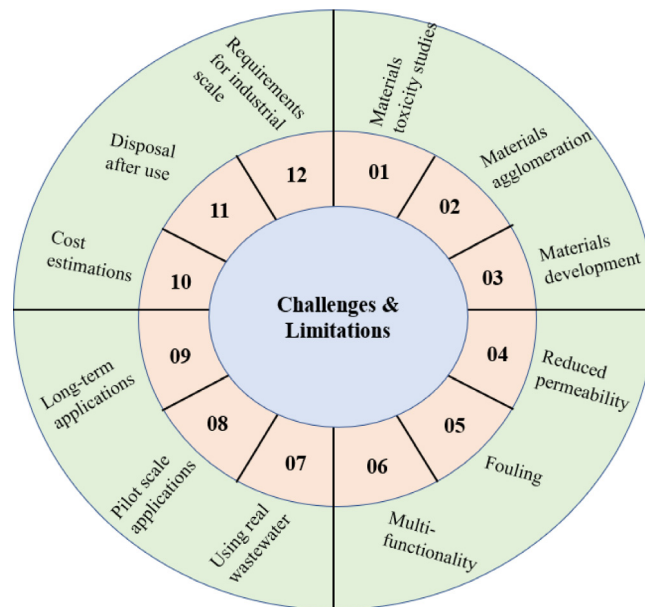 Challenges &
Limitations
01
Materials
toxicity studies
02
Materials
agglomeration
03
Materials
development
04
Reduced
permeability
05
Fouling
06
Multi-
functionality
07
Using real
wastewater
08
Pilot scale
applications
09
Long-term
applications
10
Cost
estimations
11
Disposal
after use
12
Requirements
for industrial
scale